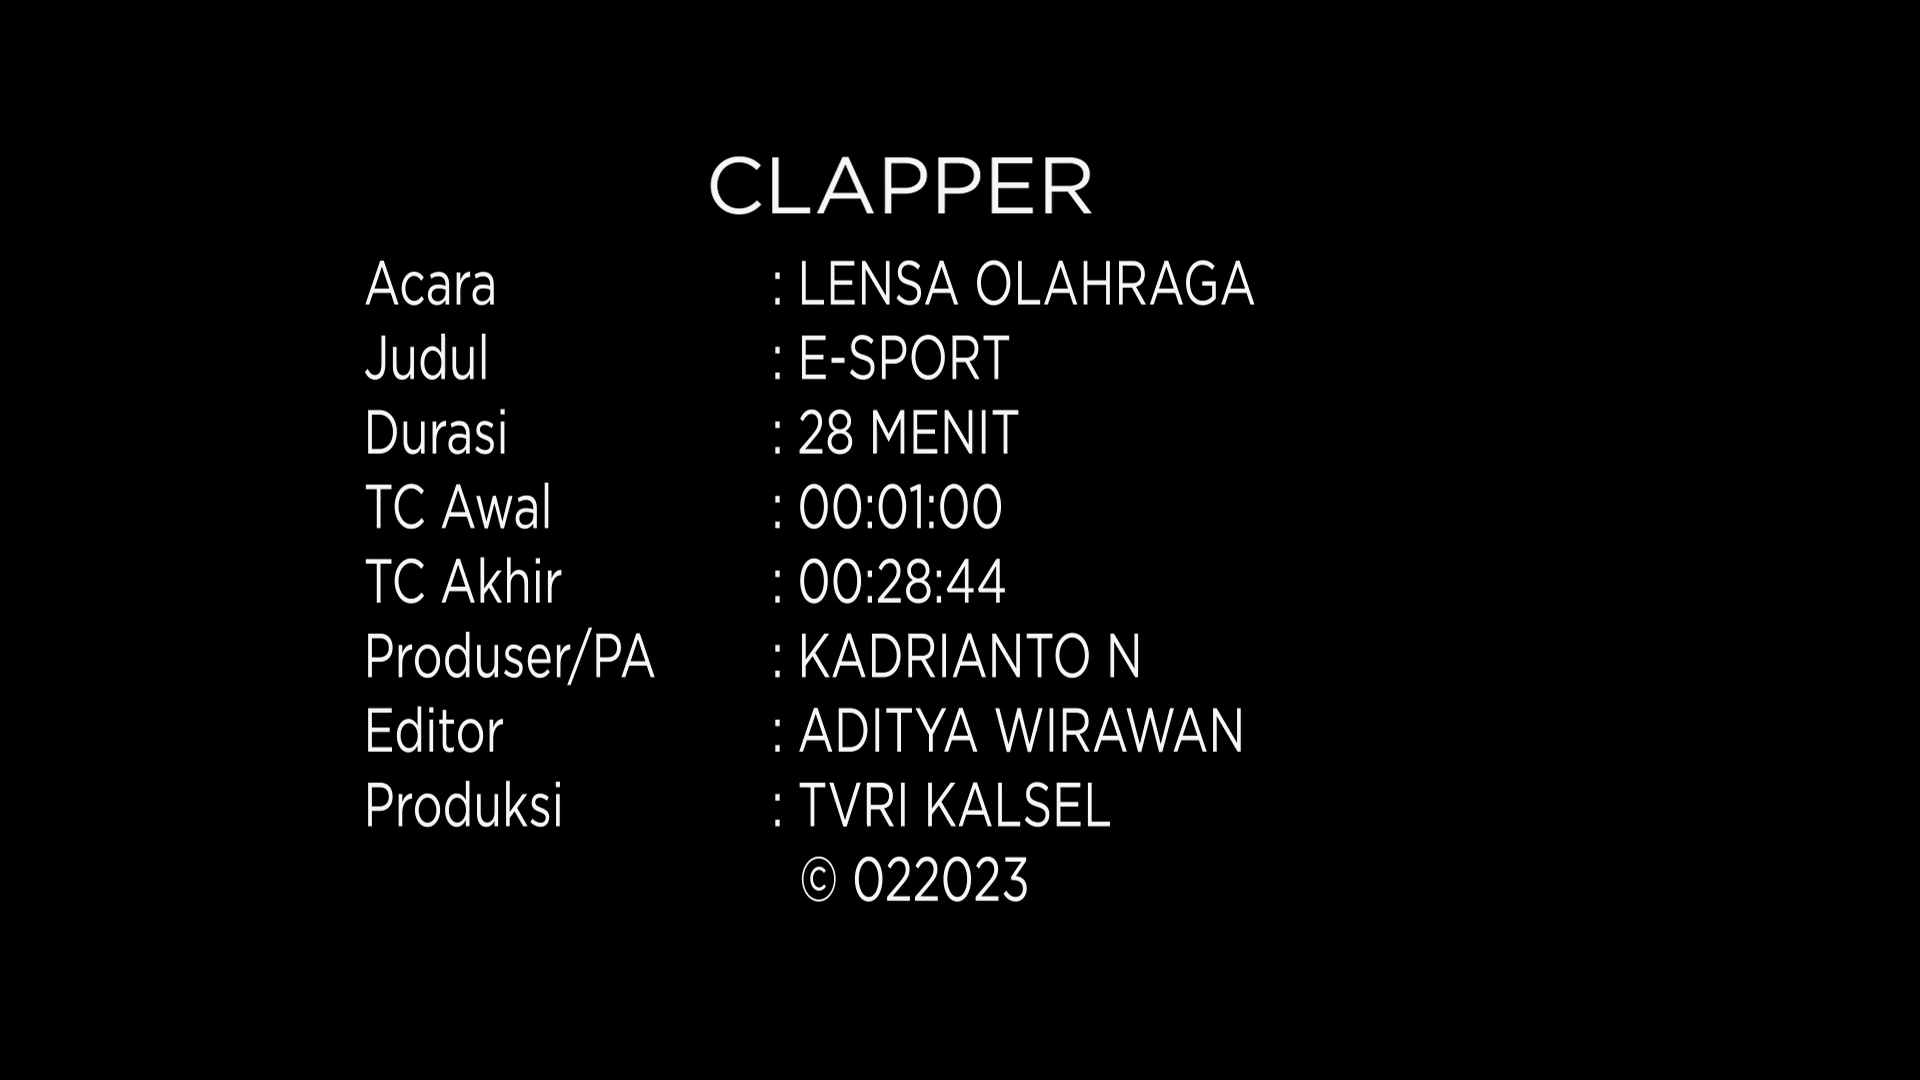 CLAPPER
Acara : LENSA OLAHRAGA
Judul : E-SPORT
Durasi : 28 MENIT
TC Awal : 00:01:00
TC Akhir : 00:28:44
Produser/PA : KADRIANTO N
Editor : ADITYA WIRAWAN
Produksi : TVRI KALSEL
© 022023